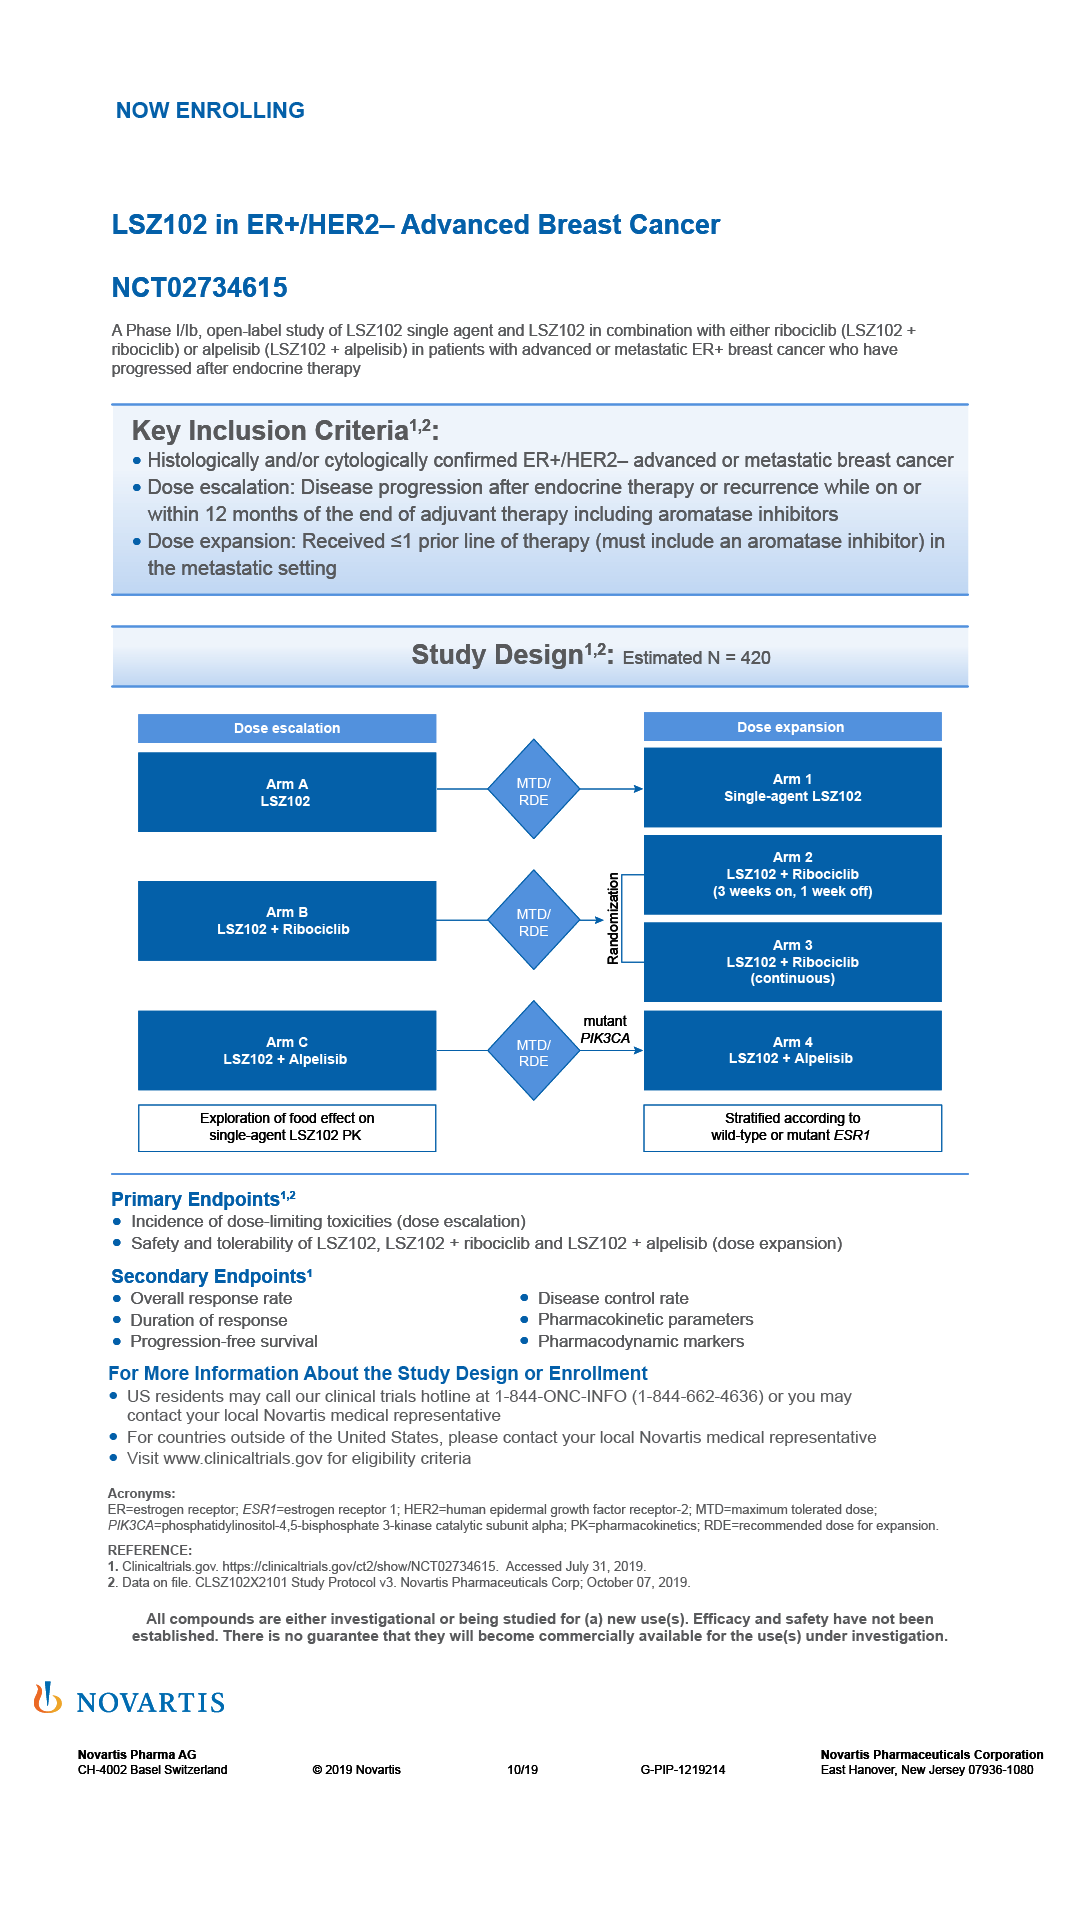 NOW ENROLLING
LSZ102 in ER+/HER2– Advanced Breast Cancer
NCT02734615
A Phase I/Ib, open-label study of LSZ102 single agent and LSZ102 in combination with either ribociclib (LSZ102 +
ribociclib) or alpelisib (LSZ102 + alpelisib) in patients with advanced or metastatic ER+ breast cancer who have
progressed after endocrine therapy
Key Inclusion Criteria1,2:
• Histologically and/or cytologically confirmed ER+/HER2– advanced or metastatic breast cancer
• Dose escalation: Disease progression after endocrine therapy or recurrence while on or
within 12 months of the end of adjuvant therapy including aromatase inhibitors
• Dose expansion: Received ≤1 prior line of therapy (must include an aromatase inhibitor) in
the metastatic setting
Study Design1,2: Estimated N = 420
Dose escalation
Dose expansion
Arm A
LSZ102
MTD/
RDE
Arm 1
Single-agent LSZ102
Arm B
LSZ102 + Ribociclib
MTD/
RDE
Randomization
Arm 2
LSZ102 + Ribociclib
(3 weeks on, 1 week off)
Arm 3
LSZ102 + Ribociclib
(continuous)
Arm C
LSZ102 + Alpelisib
MTD/
RDE
mutant
PIK3CA
Arm 4
LSZ102 + Alpelisib
Exploration of food effect on
single-agent LSZ102 PK
Stratified according to
wild-type or mutant ESR1
Primary Endpoints1,2
• Incidence of dose-limiting toxicities (dose escalation)
• Safety and tolerability of LSZ102, LSZ102 + ribociclib and LSZ102 + alpelisib (dose expansion)
Secondary Endpoints1
• Overall response rate
• Duration of response
• Progression-free survival
• Disease control rate
• Pharmacokinetic parameters
• Pharmacodynamic markers
For More Information About the Study Design or Enrollment
• US residents may call our clinical trials hotline at 1-844-ONC-INFO (1-844-662-4636) or you may
contact your local Novartis medical representative
• For countries outside of the United States, please contact your local Novartis medical representative
• Visit www.clinicaltrials.gov for eligibility criteria
Acronyms:
ER=estrogen receptor; ESR1=estrogen receptor 1; HER2=human epidermal growth factor receptor-2; MTD=maximum tolerated dose;
PIK3CA=phosphatidylinositol-4,5-bisphosphate 3-kinase catalytic subunit alpha; PK=pharmacokinetics; RDE=recommended dose for expansion.
REFERENCE:
1. Clinicaltrials.gov. https://clinicaltrials.gov/ct2/show/NCT02734615. Accessed July 31, 2019.
2. Data on file. CLSZ102X2101 Study Protocol v3. Novartis Pharmaceuticals Corp; October 07, 2019.
All compounds are either investigational or being studied for (a) new use(s). Efficacy and safety have not been
established. There is no guarantee that they will become commercially available for the use(s) under investigation.
NOVARTIS
Novartis Pharma AG
CH-4002 Basel Switzerland
© 2019 Novartis
10/19
G-PIP-1219214
Novartis Pharmaceuticals Corporation
East Hanover, New Jersey 07936-1080